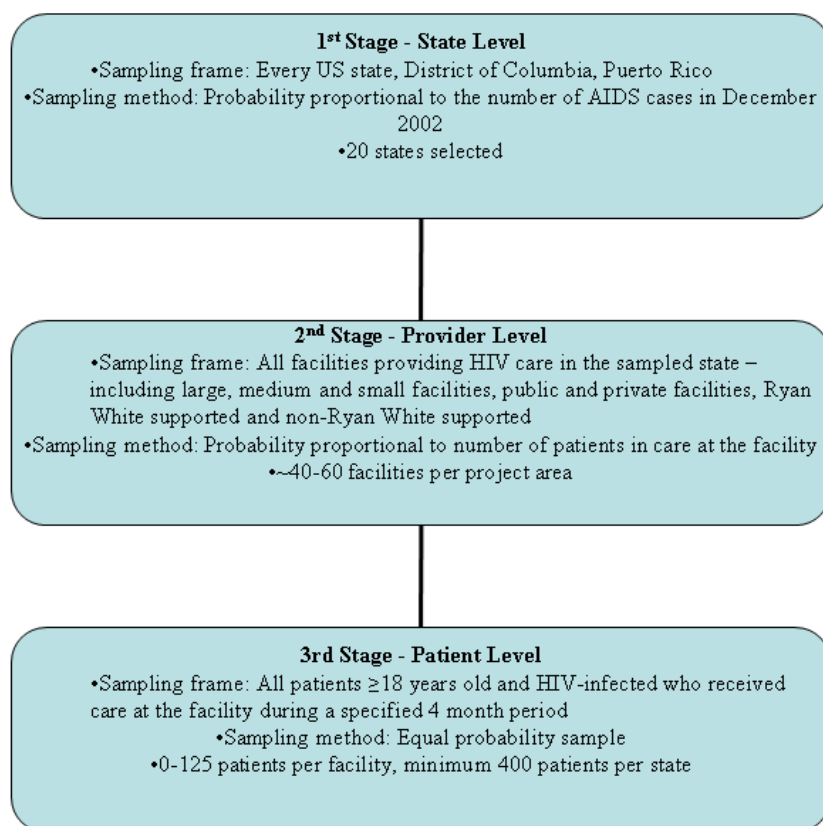 1st Stage - State Level
•Sampling frame: Every US state, District of Columbia, Puerto Rico
•Sampling method: Probability proportional to the number of AIDS cases in December
2002
•20 states selected
2nd Stage - Provider Level
•Sampling frame: All facilities providing HIV care in the sampled state –
including large, medium and small facilities, public and private facilities, Ryan
White supported and non-Ryan White supported
•Sampling method: Probability proportional to number of patients in care at the facility
•~40-60 facilities per project area
3rd Stage - Patient Level
•Sampling frame: All patients ≥18 years old and HIV-infected who received
care at the facility during a specified 4 month period
•Sampling method: Equal probability sample
•0-125 patients per facility, minimum 400 patients per state